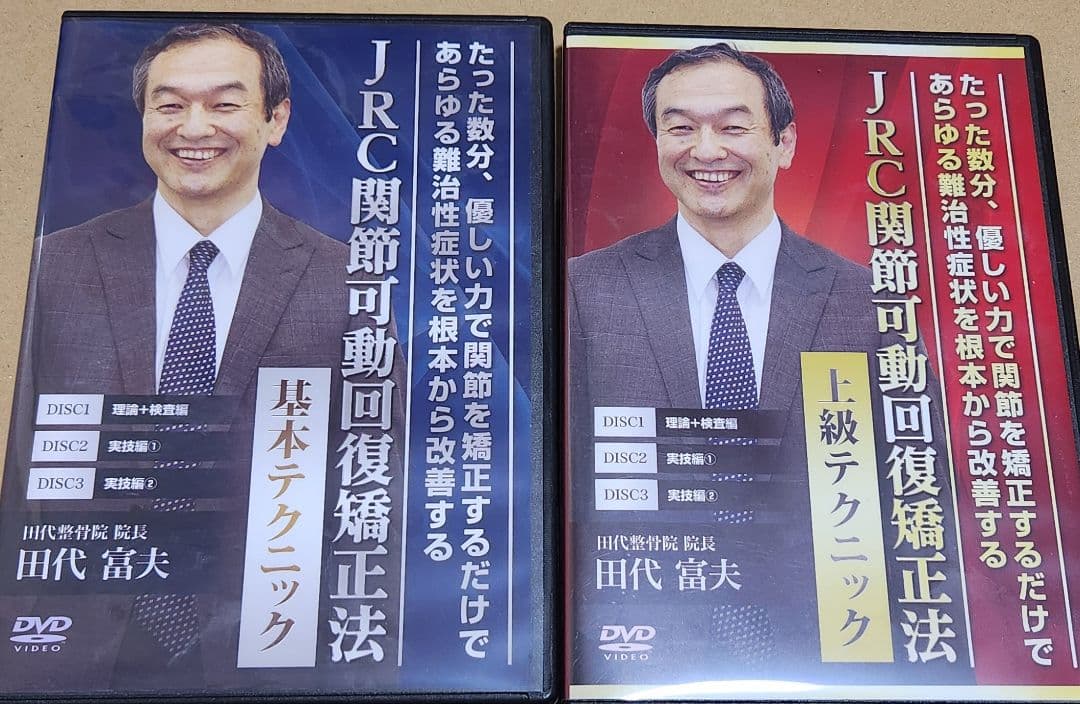 たった数分、優しい力で関節を矯正するだけで
あらゆる難治性症状を根本から改善する
JRC関節可動回復矯正法
基本テクニック
DISC1 理論+検査編
DISC2 実技編①
DISC3 実技編②
田代整骨院 院長
田代 富夫
DVD
VIDEO
たった数分、優しい力で関節を矯正するだけで
あらゆる難治性症状を根本から改善する
JRC関節可動回復矯正法
上級テクニック
DISC1 理論+検査編
DISC2 実技編①
DISC3 実技編②
田代整骨院 院長
田代 富夫
DVD
VIDEO